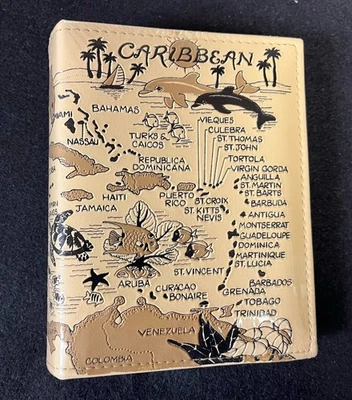 CARIBBEAN
BAHAMAS
NASSAU
TURKS &
CAICOS
VIEQUES
CULEBRA
ST. THOMAS
ST. JOHN
REPUBLICA
DOMINICANA
TORTOLA
VIRGIN GORDA
ANGUILLA
ST. MARTIN
ST. BARTS
BARBUDA
HAITI
JAMAICA
PUERTO
RICO
ST. CROIX
ST. KITTS
NEVIS
ANTIGUA
MONTSERRAT
GUADELOUPE
DOMINICA
MARTINIQUE
ST. LUCIA
ST. VINCENT
BARBADOS
GRENADA
ARUBA
CURACAO
BONAIRE
TOBAGO
TRINIDAD
VENEZUELA
COLOMBIA